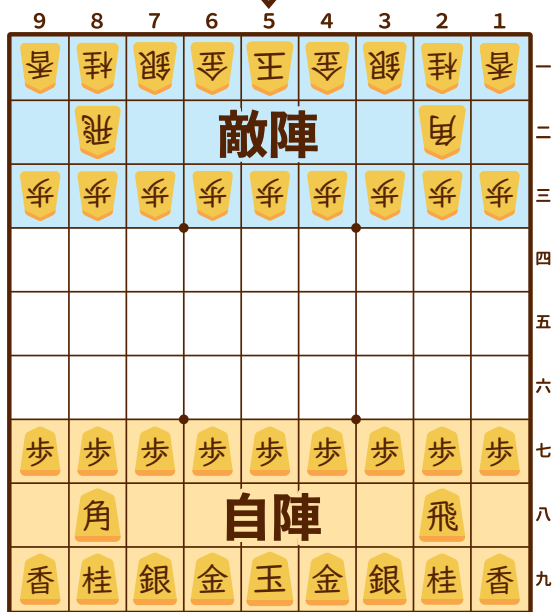 9 8 7 6 5 4 3 2 1
香 桂 銀 金 玉 金 銀 桂 香 一
飛 敵陣 角 二
歩 歩 歩 歩 歩 歩 歩 歩 歩 三
四
五
六
歩 歩 歩 歩 歩 歩 歩 歩 歩 七
角 自陣 飛 八
香 桂 銀 金 玉 金 銀 桂 香 九